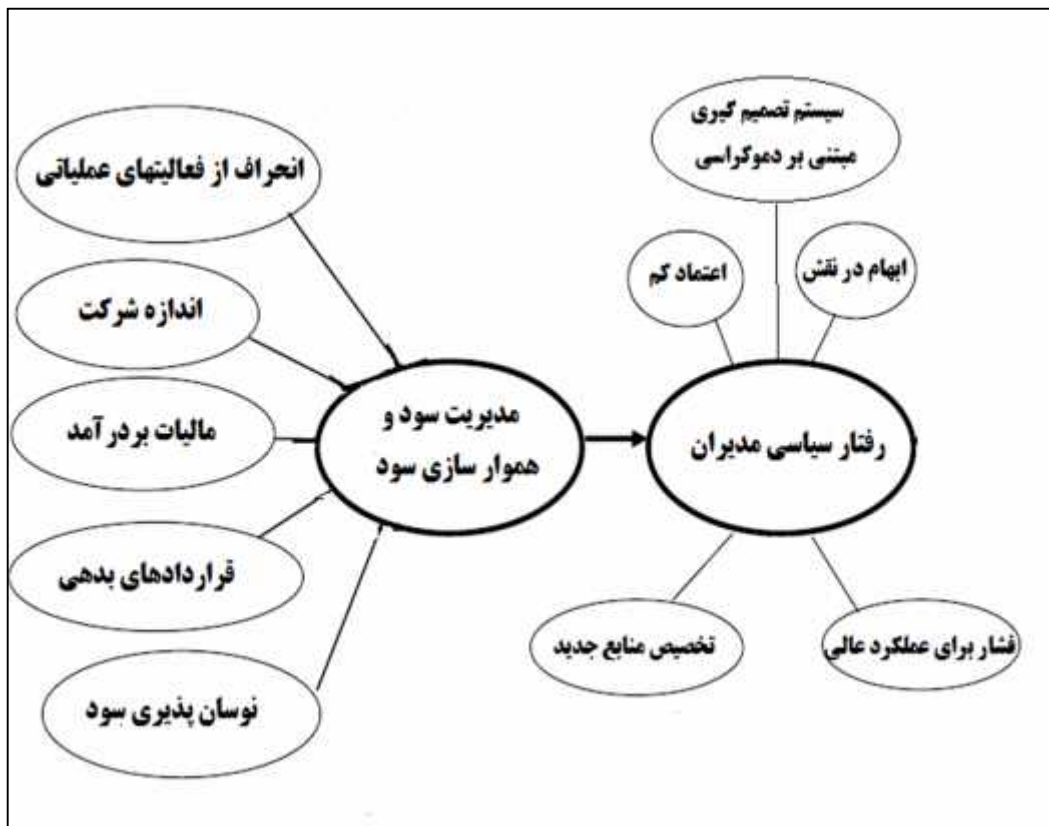 سیستم تصمیم گیری
مبتنی بر دموکراسی
ابهام در نقش
اعتماد کم
رفتار سیاسی مدیران
فشار برای عملکرد عالی
تخصیص منابع جدید
مدیریت سود و
هموار سازی سود
انحراف از فعالیتهای عملیاتی
اندازه شرکت
مالیات بردر آمد
قراردادهای بدهی
نوسان پذیری سود